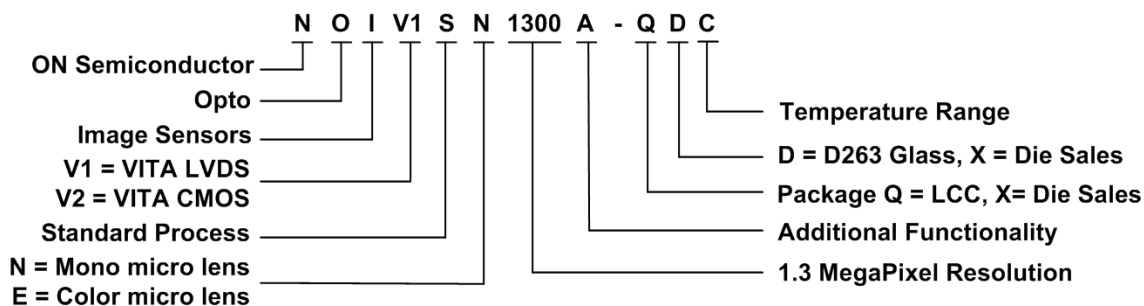 N O I V1 S N 1300 A - Q D C
ON Semiconductor
Opto
Image Sensors
V1 = VITA LVDS
V2 = VITA CMOS
Standard Process
N = Mono micro lens
E = Color micro lens
Temperature Range
D = D263 Glass, X = Die Sales
Package Q = LCC, X= Die Sales
Additional Functionality
1.3 MegaPixel Resolution